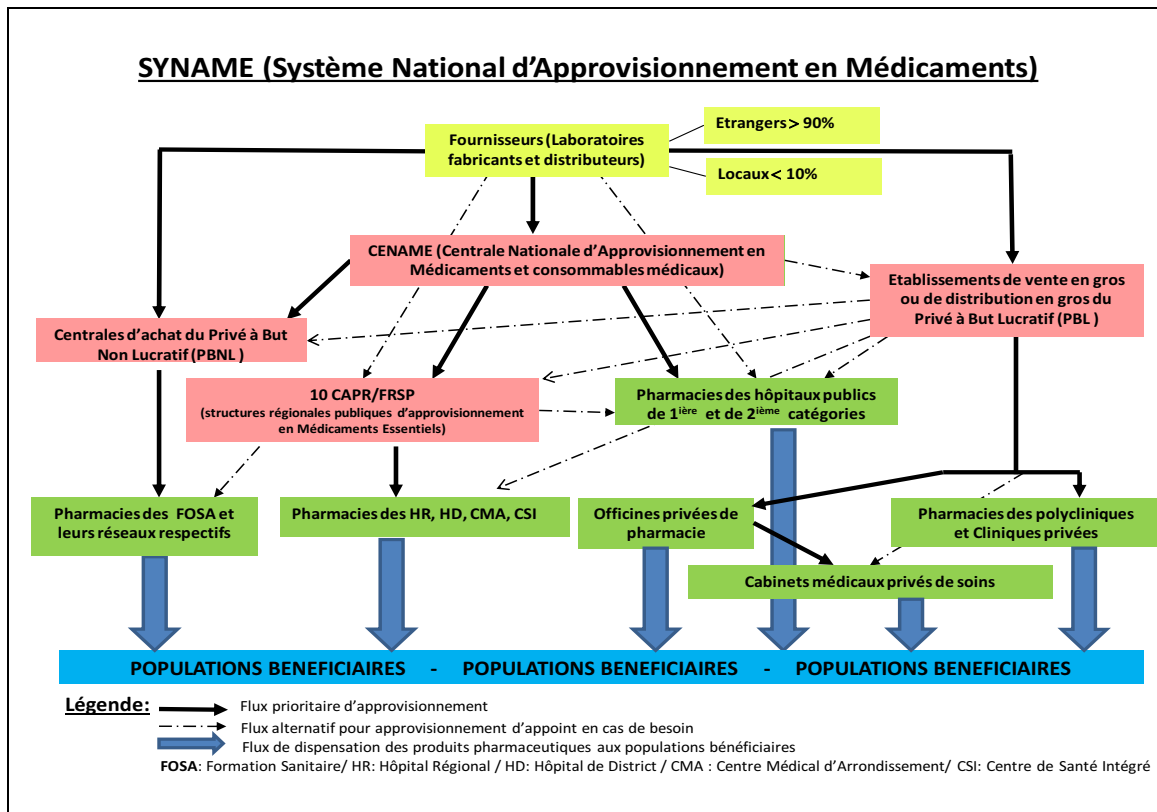 SYNAME (Système National d’Approvisionnement en Médicaments)
Fournisseurs (Laboratoires
fabricants et distributeurs)
Etrangers > 90%
Locaux < 10%
CENAME (Centrale Nationale d’Approvisionnement en
Médicaments et consommables médicaux)
Etablissements de vente en gros
ou de distribution en gros du
Privé à But Lucratif (PBL )
Centrales d’achat du Privé à But
Non Lucratif (PBNL )
10 CAPR/FRSP
(structures régionales publiques d’approvisionnement
en Médicaments Essentiels)
Pharmacies des hôpitaux publics
de 1ière et de 2ième catégories
Pharmacies des FOSA et
leurs réseaux respectifs
Pharmacies des HR, HD, CMA, CSI
Officines privées de
pharmacie
Pharmacies des polycliniques
et Cliniques privées
Cabinets médicaux privés de soins
POPULATIONS BENEFICIAIRES - POPULATIONS BENEFICIAIRES - POPULATIONS BENEFICIAIRES
Légende:
Flux prioritaire d’approvisionnement
Flux alternatif pour approvisionnement d’appoint en cas de besoin
Flux de dispensation des produits pharmaceutiques aux populations bénéficiaires
FOSA: Formation Sanitaire/ HR: Hôpital Régional / HD: Hôpital de District / CMA : Centre Médical d’Arrondissement/ CSI: Centre de Santé Intégré